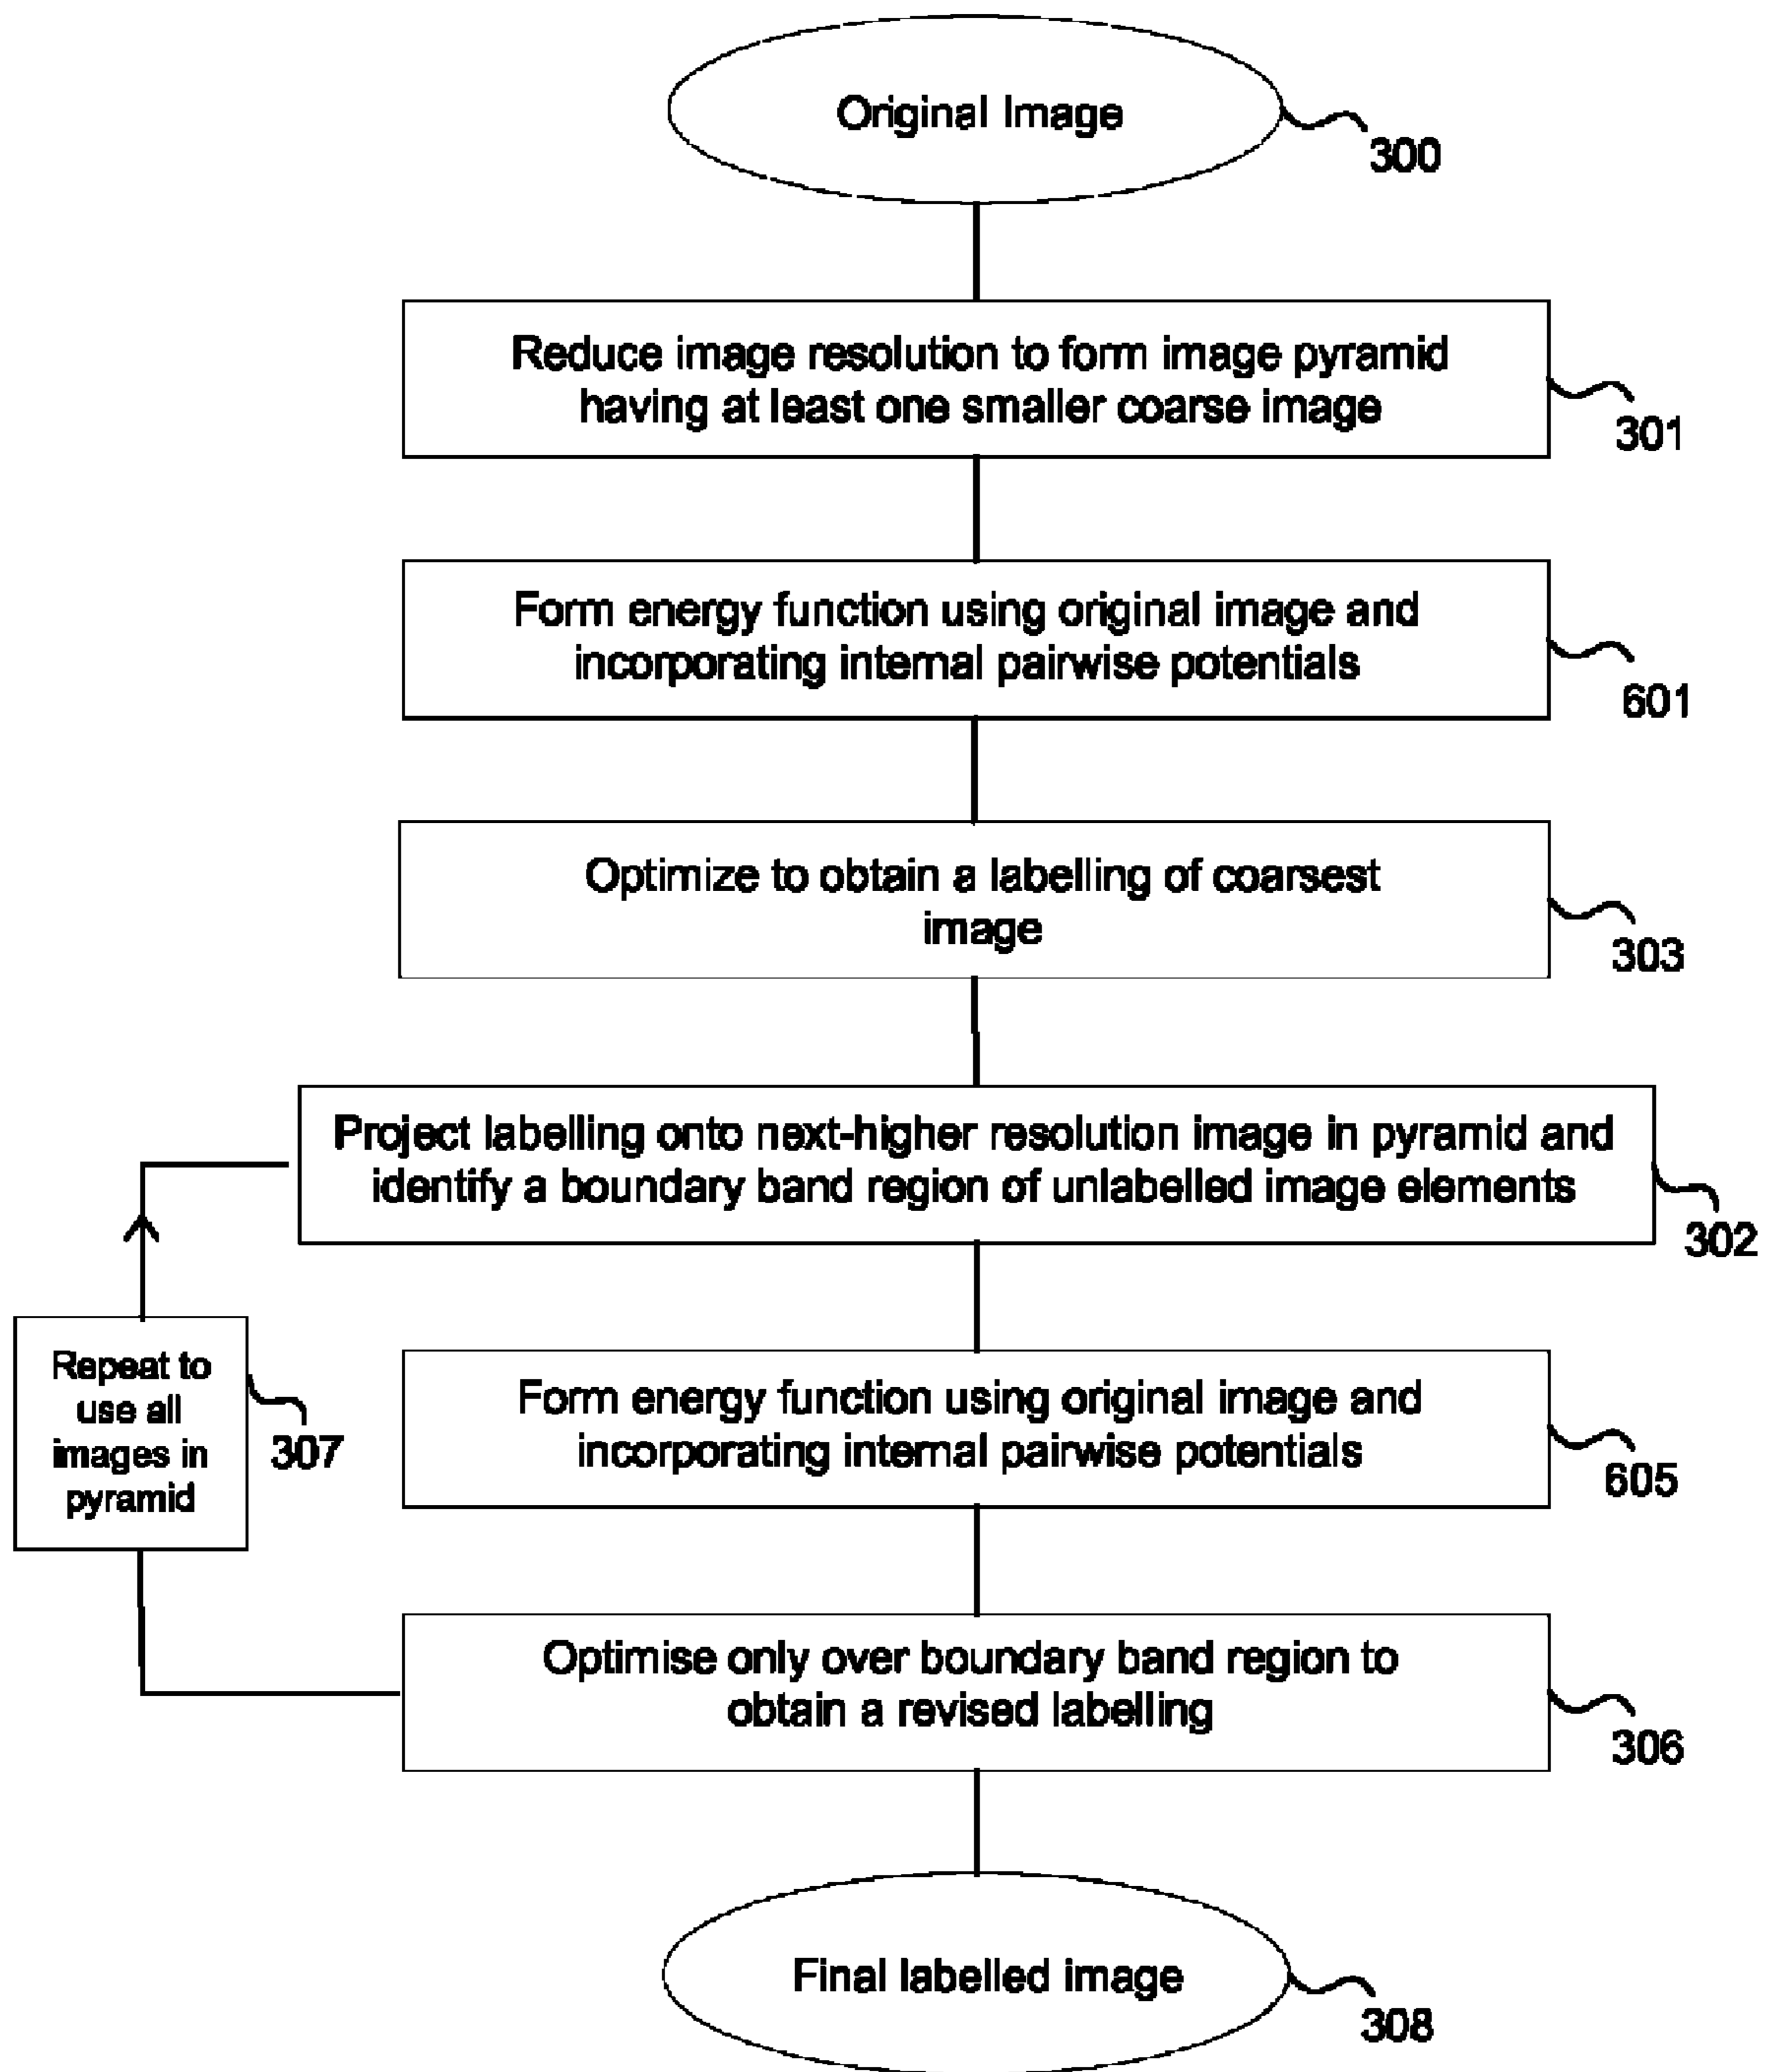 Original Image
300
Reduce image resolution to form image pyramid
having at least one smaller coarse image
301
Form energy function using original image and
incorporating internal pairwise potentials
601
Optimize to obtain a labelling of coarsest
image
303
Project labelling onto next-higher resolution image in pyramid and
identify a boundary band region of unlabelled image elements
302
Repeat to
use all
images in
pyramid
307
Form energy function using original image and
incorporating internal pairwise potentials
605
Optimise only over boundary band region to
obtain a revised labelling
306
Final labelled image
308